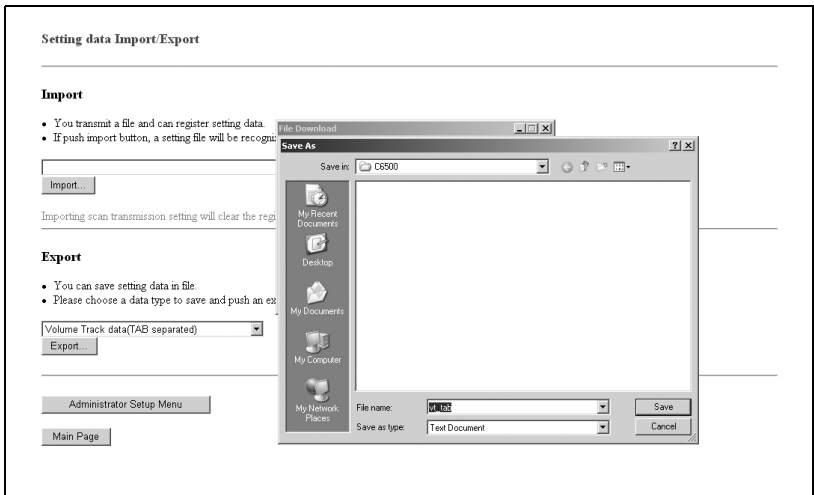 Setting data Import/Export
Import
• You transmit a file and can register setting data.
• If push import button, a setting file will be recogni
Import...
Importing scan transmission setting will clear the regi
Export
• You can save setting data in file.
• Please choose a data type to save and push an ex
Volume Track data(TAB separated)
Export...
Administrator Setup Menu
Main Page
File Download
Save As
Save in:
C6500
My Recent
Documents
Desktop
My Documents
My Computer
My Network
Places
File name:
vt_tab
Save
Save as type:
Text Document
Cancel